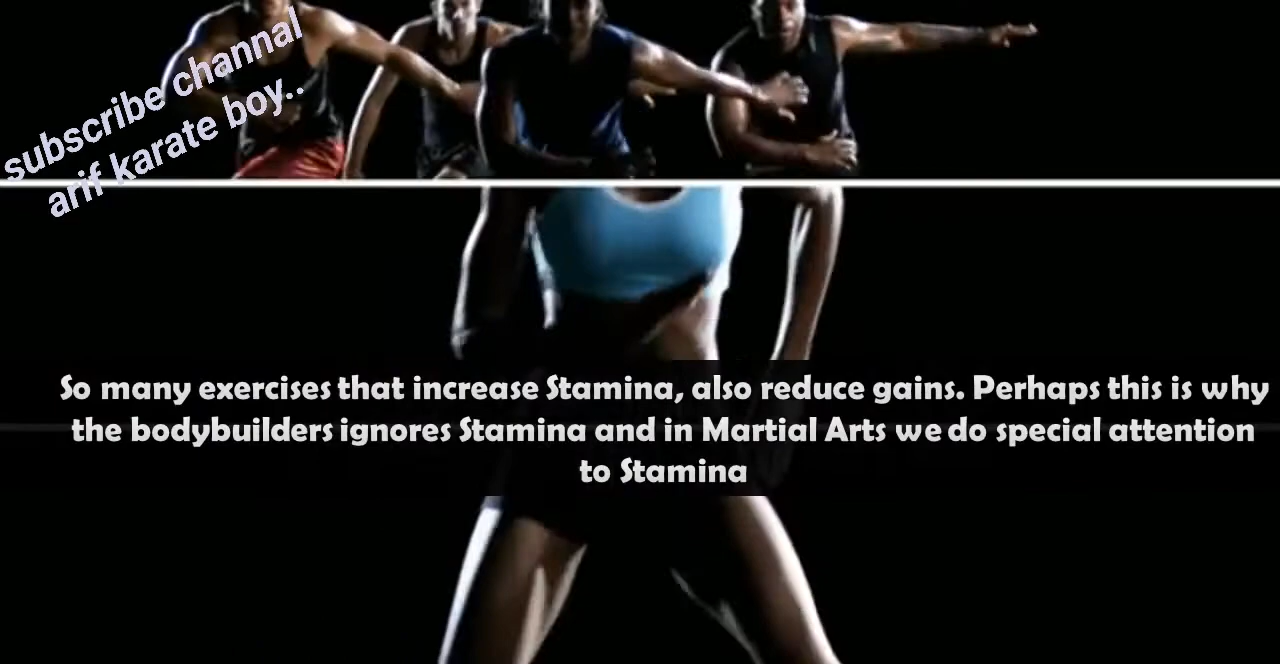 subscribe channal
arif karate boy..
So many exercises that increase Stamina, also reduce gains. Perhaps this is why
the bodybuilders ignores Stamina and in Martial Arts we do special attention
to Stamina